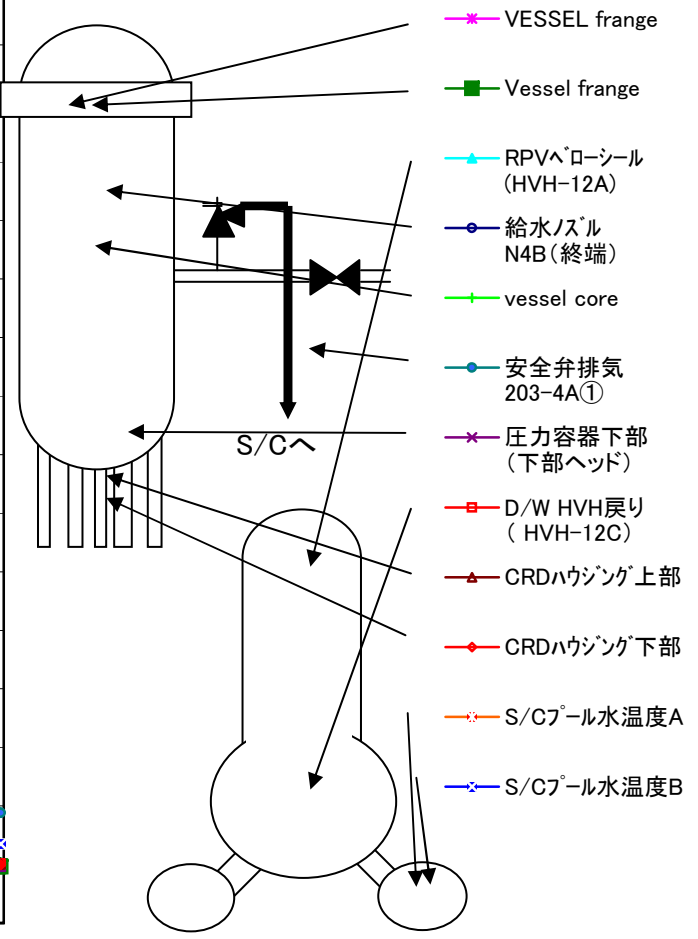 VESSEL frange
Vessel frange
RPVﾍﾞﾛｰシール
(HVH-12A)
給水ﾉｽﾞﾙ
N4B(終端)
vessel core
安全弁排気
203-4A①
圧力容器下部
(下部ヘッド)
S/Cへ
D/W HVH戻り
( HVH-12C)
CRDﾊｳｼﾞﾝｸﾞ上部
CRDﾊｳｼﾞﾝｸﾞ下部
S/Cﾌﾟｰﾙ水温度A
S/Cﾌﾟｰﾙ水温度B